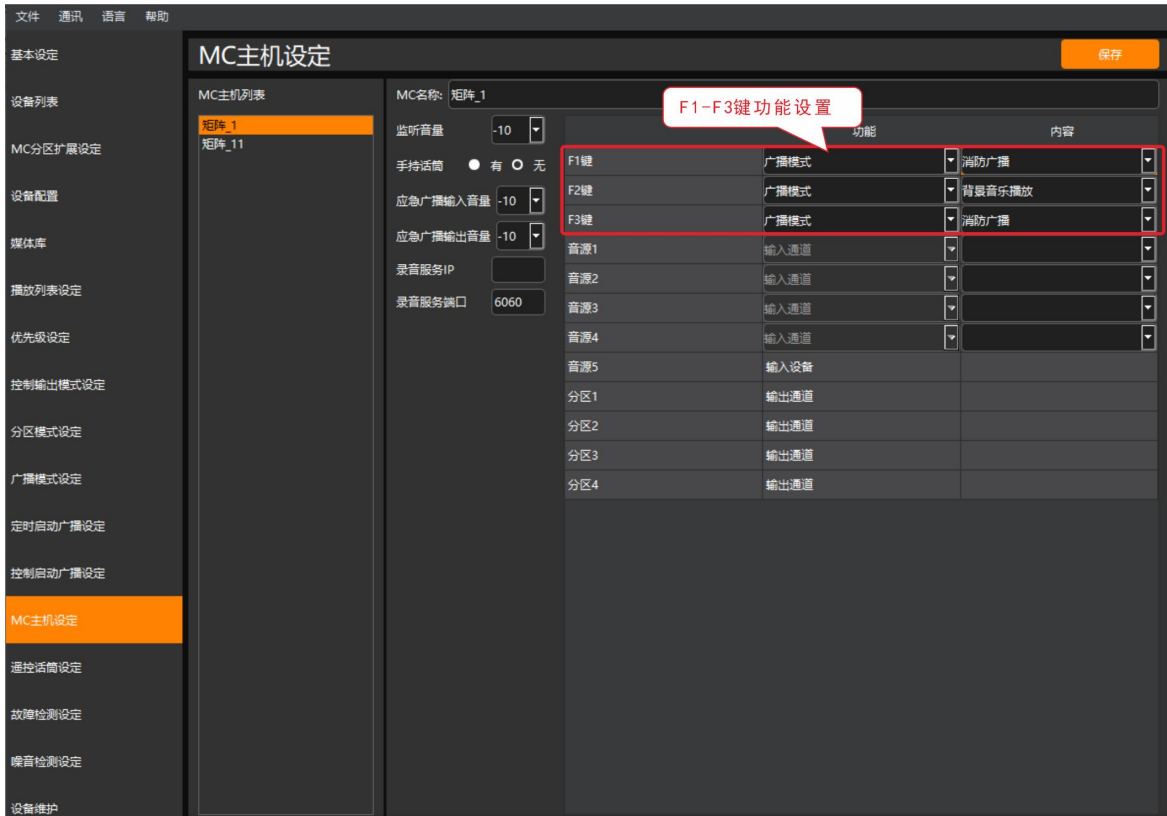 文件 通讯 语言 帮助
基本设定
设备列表
MC分区扩展设定
设备配置
媒体库
播放列表设定
优先级设定
控制输出模式设定
分区模式设定
广播模式设定
定时启动广播设定
控制启动广播设定
MC主机设定
遥控话筒设定
故障检测设定
噪音检测设定
设备维护
MC主机设定
保存
MC主机列表
矩阵_1
矩阵_11
MC名称: 矩阵_1
监听音量 -10
手持话筒 有 无
应急广播输入音量 -10
应急广播输出音量 -10
录音服务IP
录音服务端口 6060
F1-F3键功能设置
功能 内容
F1键 广播模式 消防广播
F2键 广播模式 背景音乐播放
F3键 广播模式 消防广播
音源1 输入通道
音源2 输入通道
音源3 输入通道
音源4 输入通道
音源5 输入设备
分区1 输出通道
分区2 输出通道
分区3 输出通道
分区4 输出通道